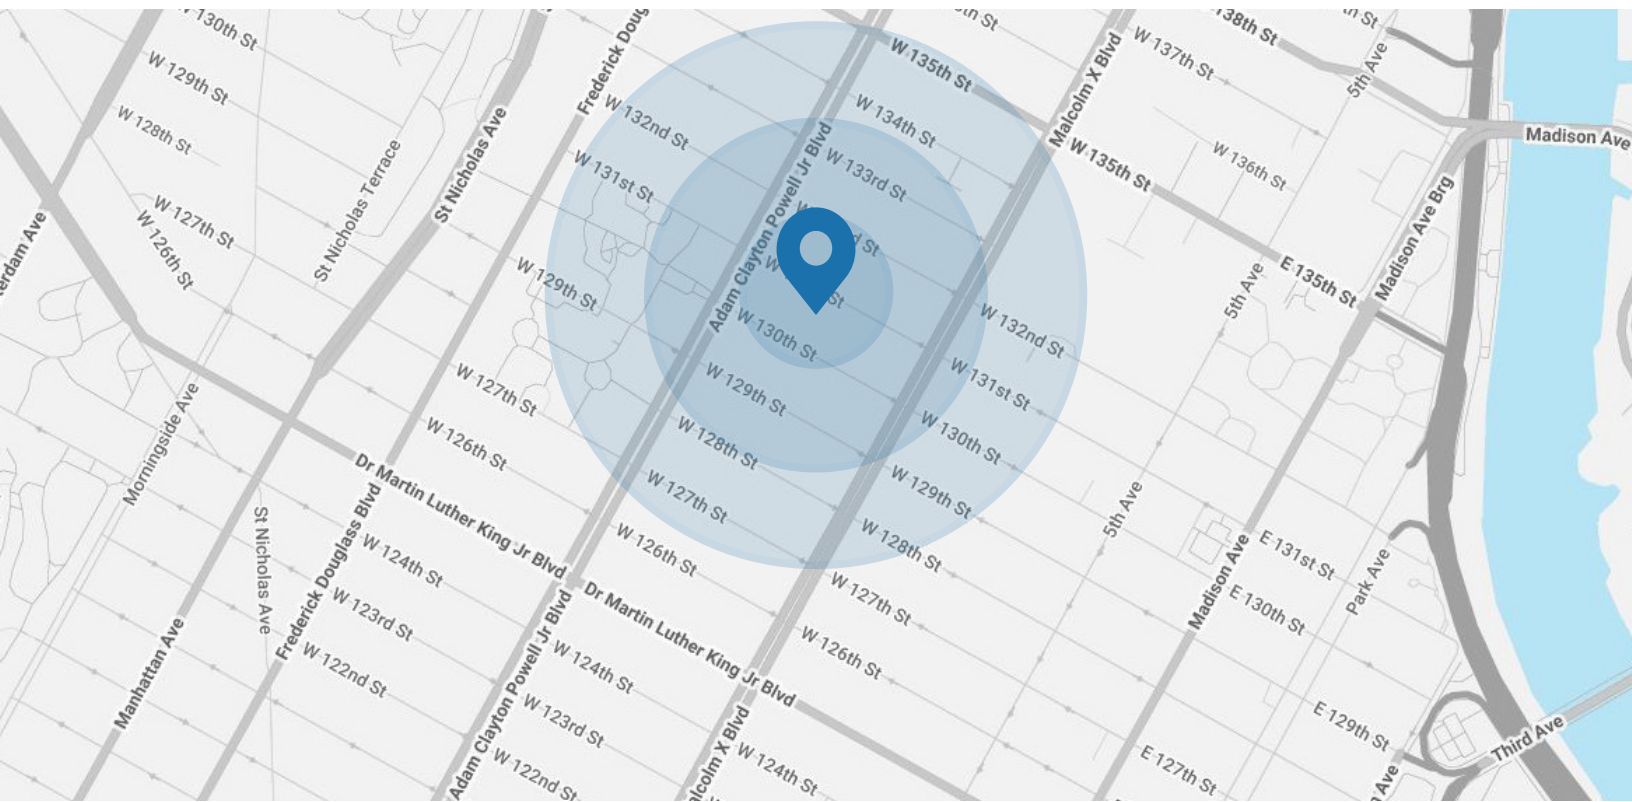 W 130th St
W 129th St
W 128th St
W 127th St
W 126th St
St Nicholas Terrace
St Nicholas Ave
Frederick Doug
W 132nd St
W 131st St
W 129th St
W 127th St
W 126th St
W 135th St
W 134th St
W 133rd St
Adam Clayton Powell Jr Blvd
W 130th St
W 129th St
W 128th St
W 127th St
W 126th St
Malcolm X Blvd
W 137th St
138th St
5th Ave
W 136th St
W 135th St
E 135th St
Madison Ave
Madison Ave Brg
5th Ave
W 132nd St
W 131st St
W 130th St
W 129th St
W 128th St
W 127th St
W 126th St
5th Ave
Madison Ave
E 131st St
E 130th St
Park Ave
E 129th St
E 127th St
Third Ave
erdam Ave
Morningside Ave
Manhattan Ave
St Nicholas Ave
Frederick Douglass Blvd
Dr Martin Luther King Jr Blvd
Dr Martin Luther King Jr Blvd
W 124th St
W 123rd St
W 122nd St
Adam Clayton Powell Jr Blvd
W 124th St
W 123rd St
W 122nd St
alcolm X Blvd
W 124th St